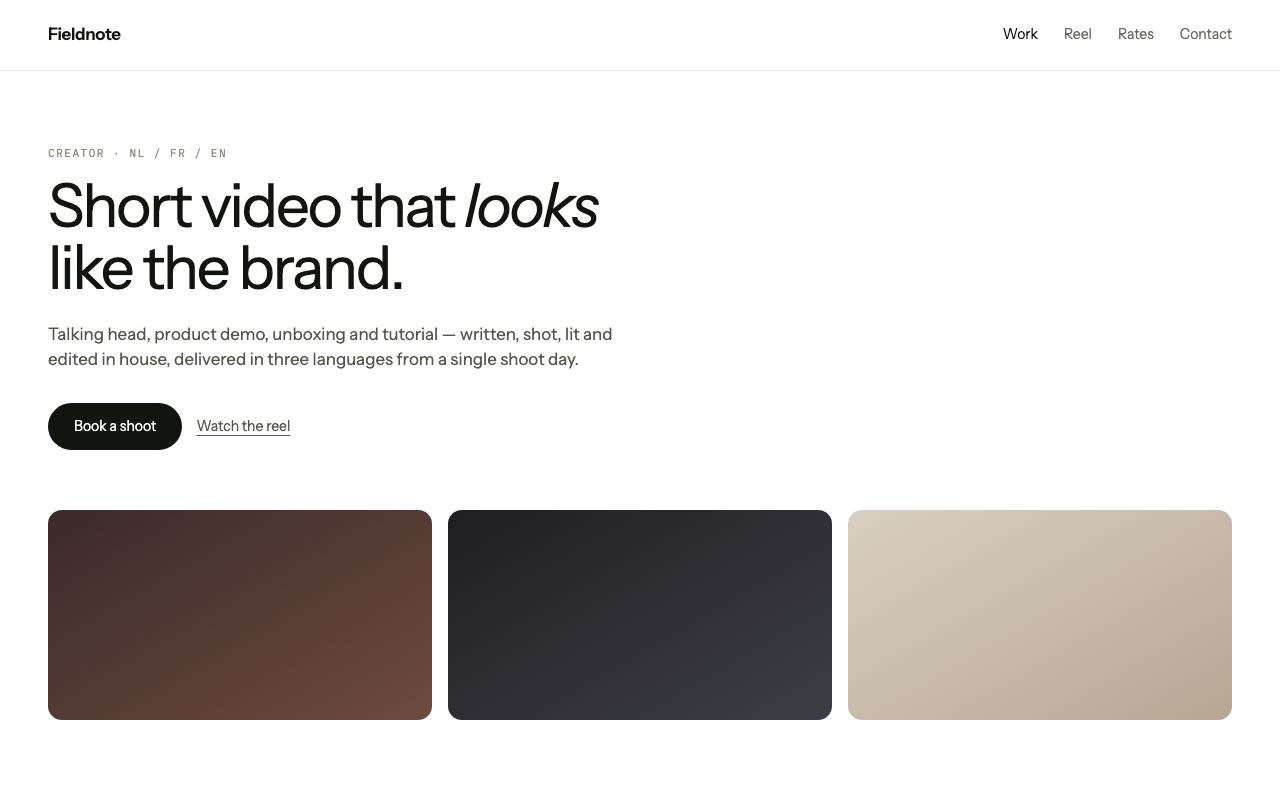 Fieldnote
Work
Reel
Rates
Contact
CREATOR · NL / FR / EN
Short video that looks
like the brand.
Talking head, product demo, unboxing and tutorial — written, shot, lit and
edited in house, delivered in three languages from a single shoot day.
Book a shoot
Watch the reel